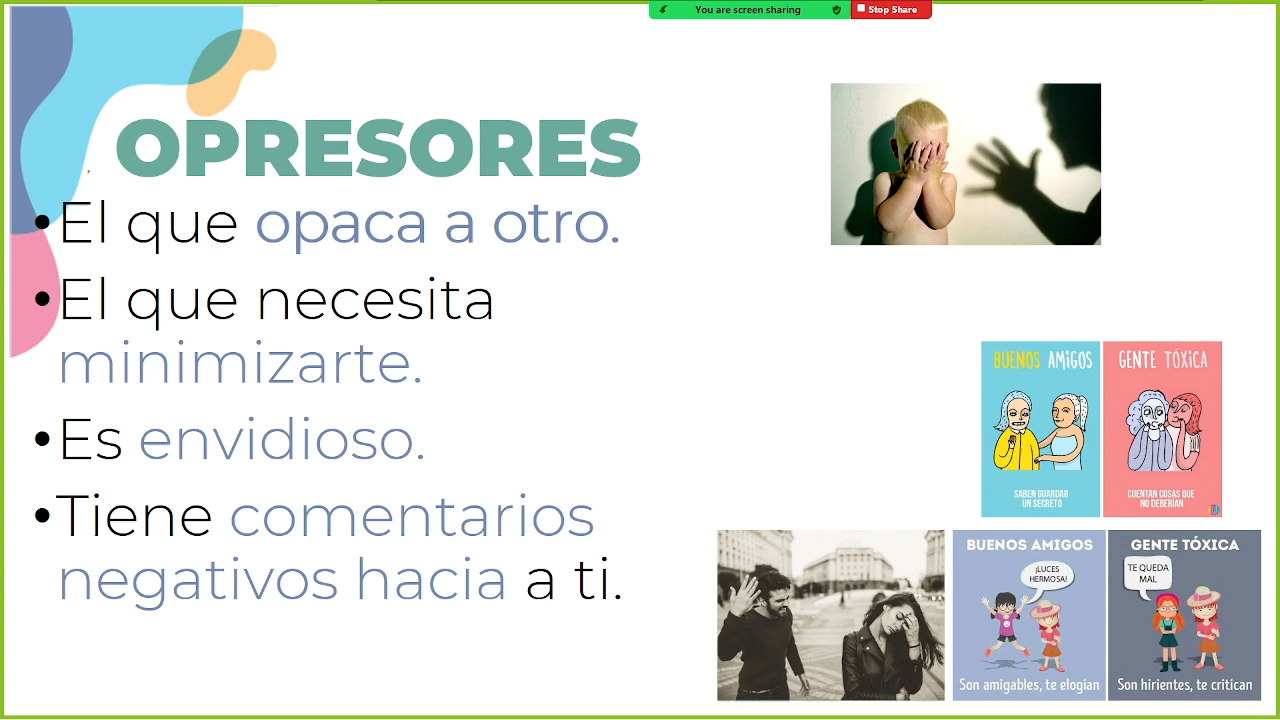 You are screen sharing
Stop Share
OPRESORES
•El que opaca a otro.
•El que necesita
minimizarte.
•Es envidioso.
•Tiene comentarios
negativos hacia a ti.
BUENOS AMiGOS
SABEN GUARDAR
UN SECRETO
GENTE TÓXiCA
CUENTAN COSAS QUE
NO DEBERÍAN
BUENOS AMIGOS
¡LUCES
HERMOSA!
Son amigables, te elogian
GENTE TÓXICA
TE QUEDA
MAL
Son hirientes, te critican